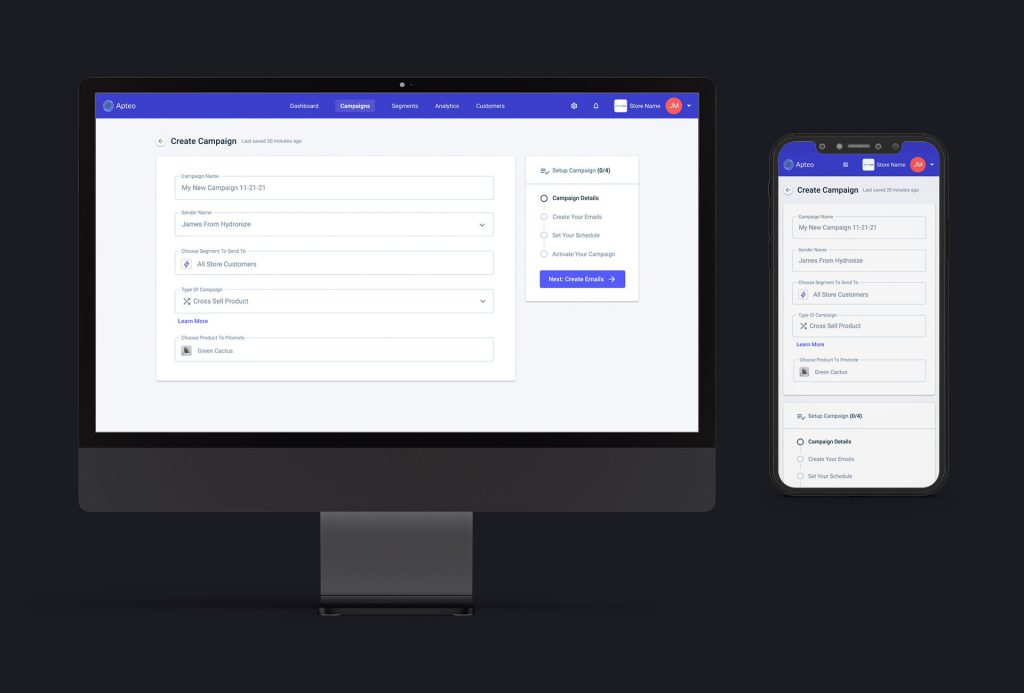 Apteo
Dashboard Campaigns Segments Analytics Customers
Store Name JM
Create Campaign Last saved 20 minutes ago
Campaign Name
My New Campaign 11-21-21
Sender Name
James From Hydronize
Choose Segment To Send To
All Store Customers
Type Of Campaign
Cross Sell Product
Learn More
Choose Product To Promote
Green Cactus
Setup Campaign (0/4)
Campaign Details
Create Your Emails
Set Your Schedule
Activate Your Campaign
Next: Create Emails
Apteo
Store Name JM
Create Campaign Last saved 20 minutes ago
Campaign Name
My New Campaign 11-21-21
Sender Name
James From Hydronize
Choose Segment To Send To
All Store Customers
Type Of Campaign
Cross Sell Product
Learn More
Choose Product To Promote
Green Cactus
Setup Campaign (0/4)
Campaign Details
Create Your Emails
Set Your Schedule